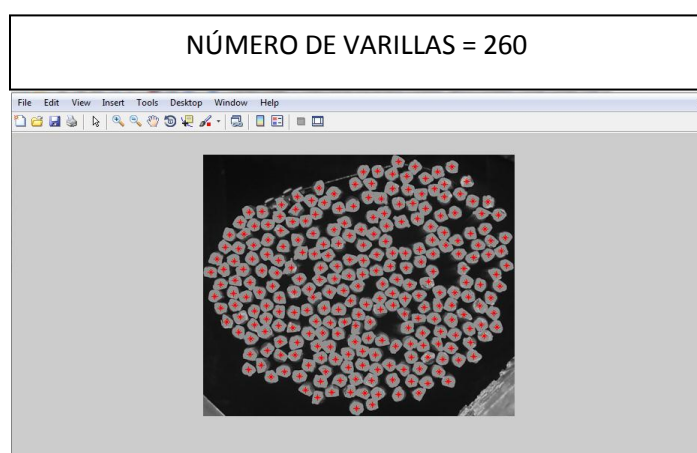 NÚMERO DE VARILLAS = 260
File Edit View Insert Tools Desktop Window Help